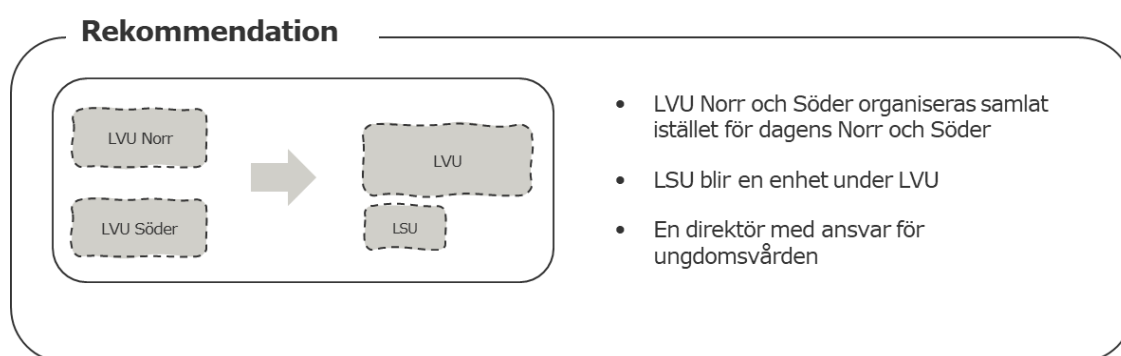 Rekommendation
LVU Norr
LVU Söder
LVU
LSU
• LVU Norr och Söder organiseras samlat
istället för dagens Norr och Söder
• LSU blir en enhet under LVU
• En direktör med ansvar för
ungdomsvården